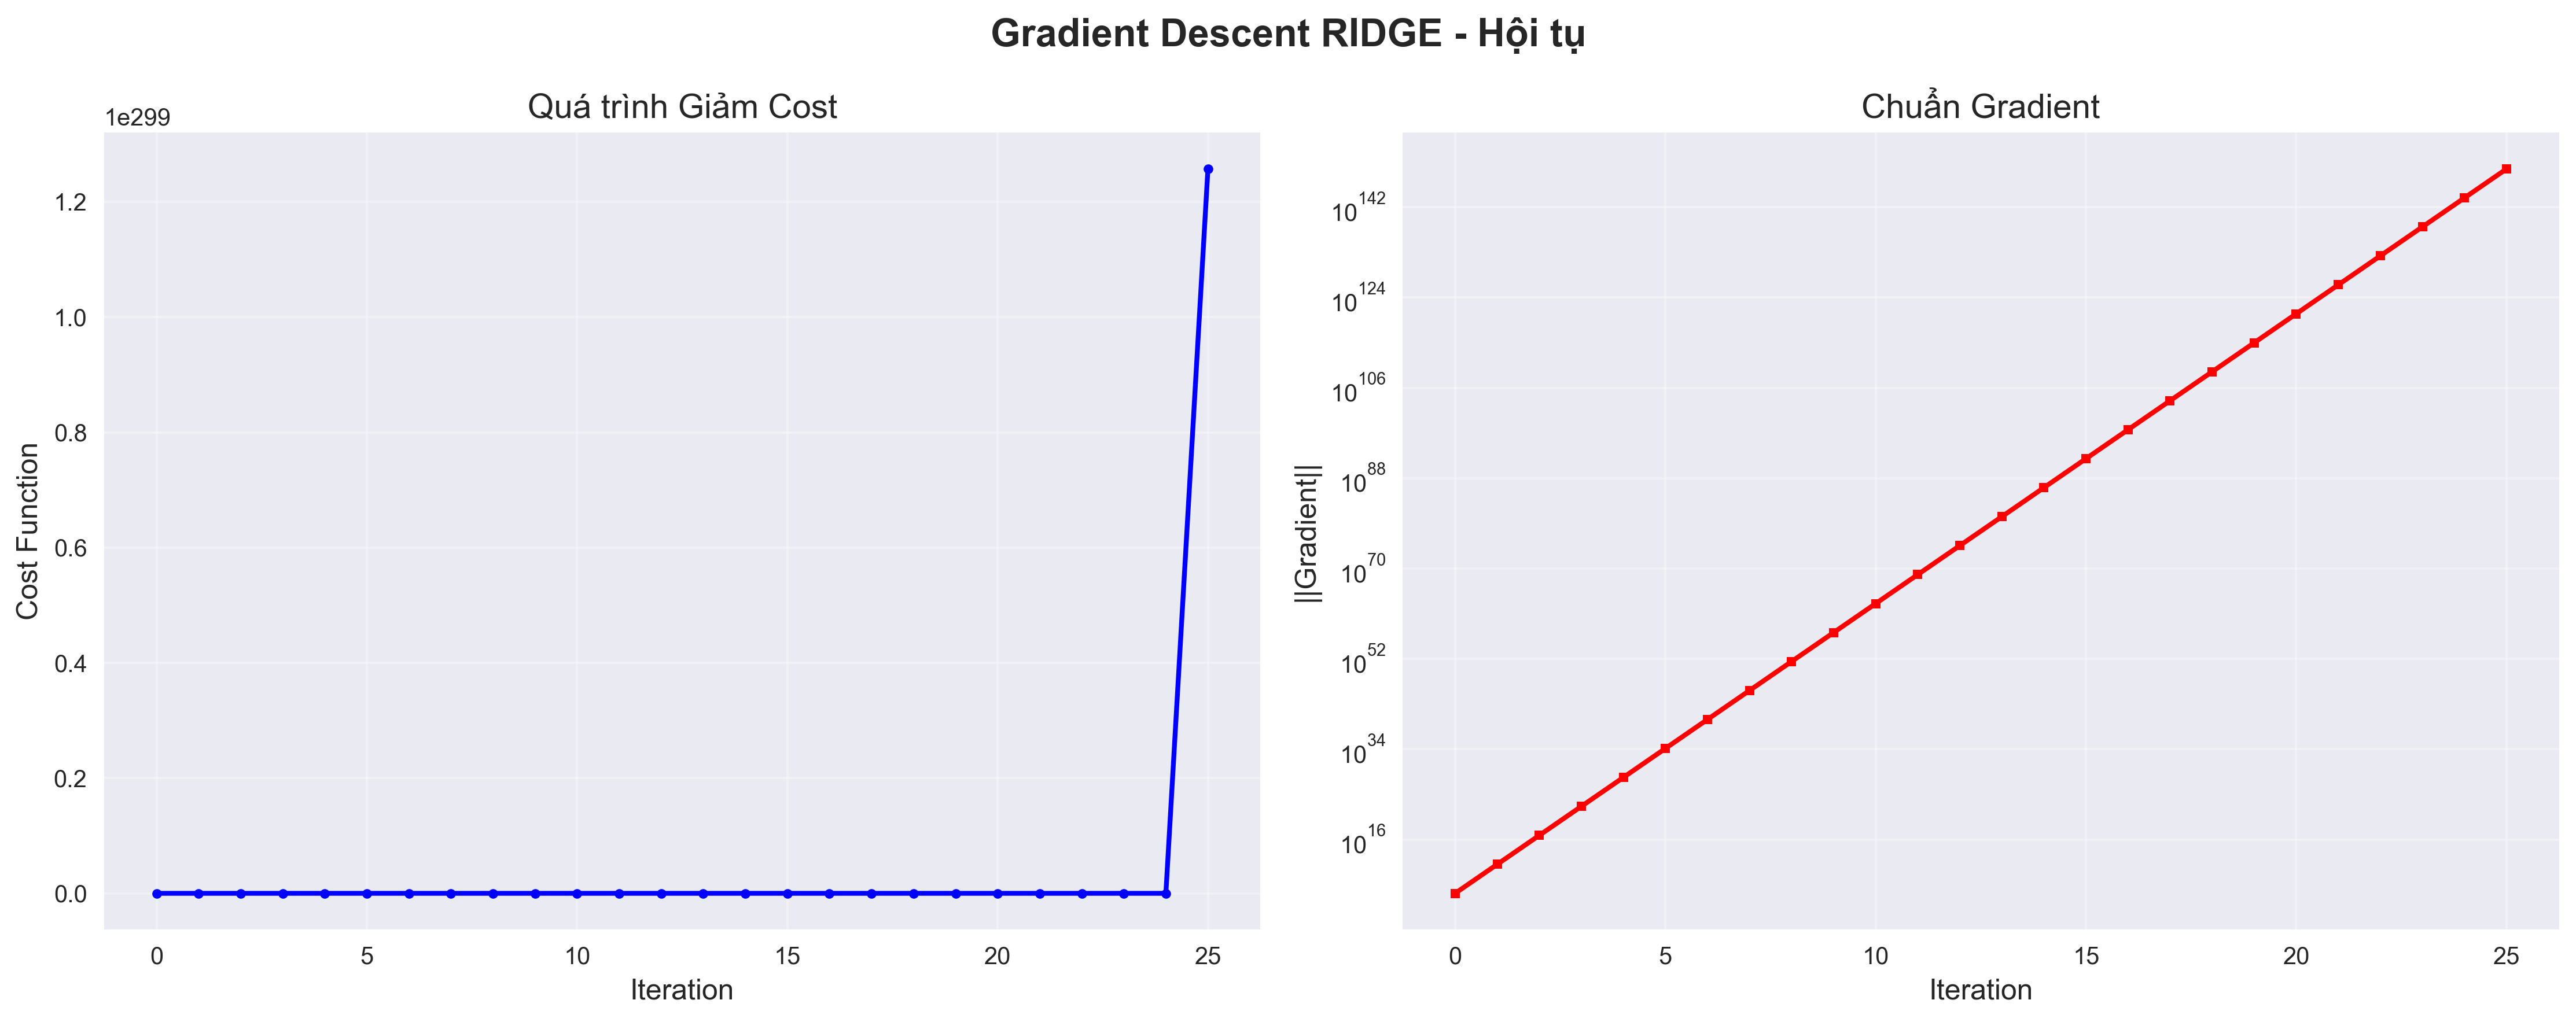 Gradient Descent RIDGE - Hội tụ
Quá trình Giảm Cost
1e299
1.2
1.0
0.8
0.6
0.4
0.2
0.0
Cost Function
0 5 10 15 20 25
Iteration
Chuẩn Gradient
10^142
10^124
10^106
10^88
10^70
10^52
10^34
10^16
||Gradient||
0 5 10 15 20 25
Iteration